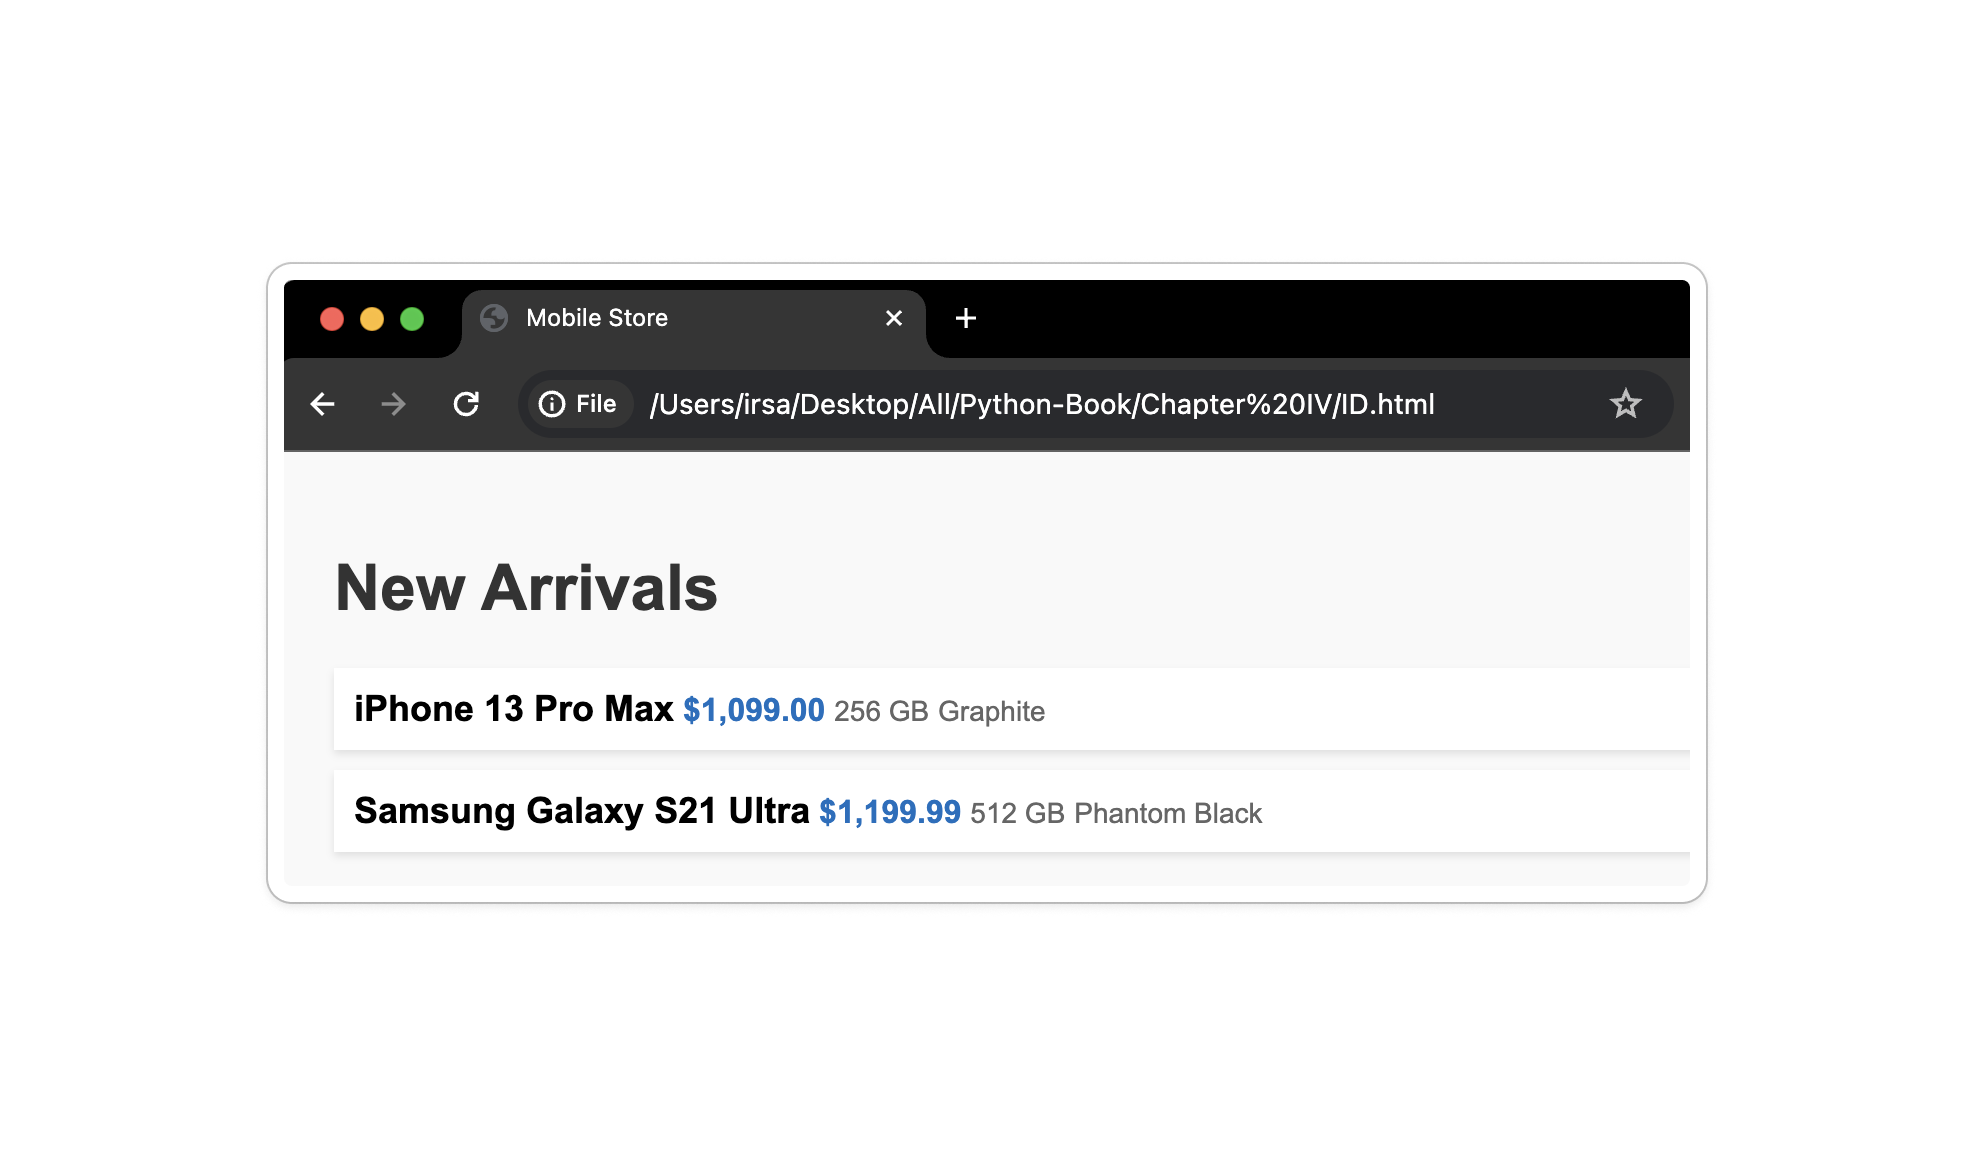 Mobile Store
File /Users/irsa/Desktop/All/Python-Book/Chapter%20IV/ID.html
New Arrivals
iPhone 13 Pro Max $1,099.00 256 GB Graphite
Samsung Galaxy S21 Ultra $1,199.99 512 GB Phantom Black